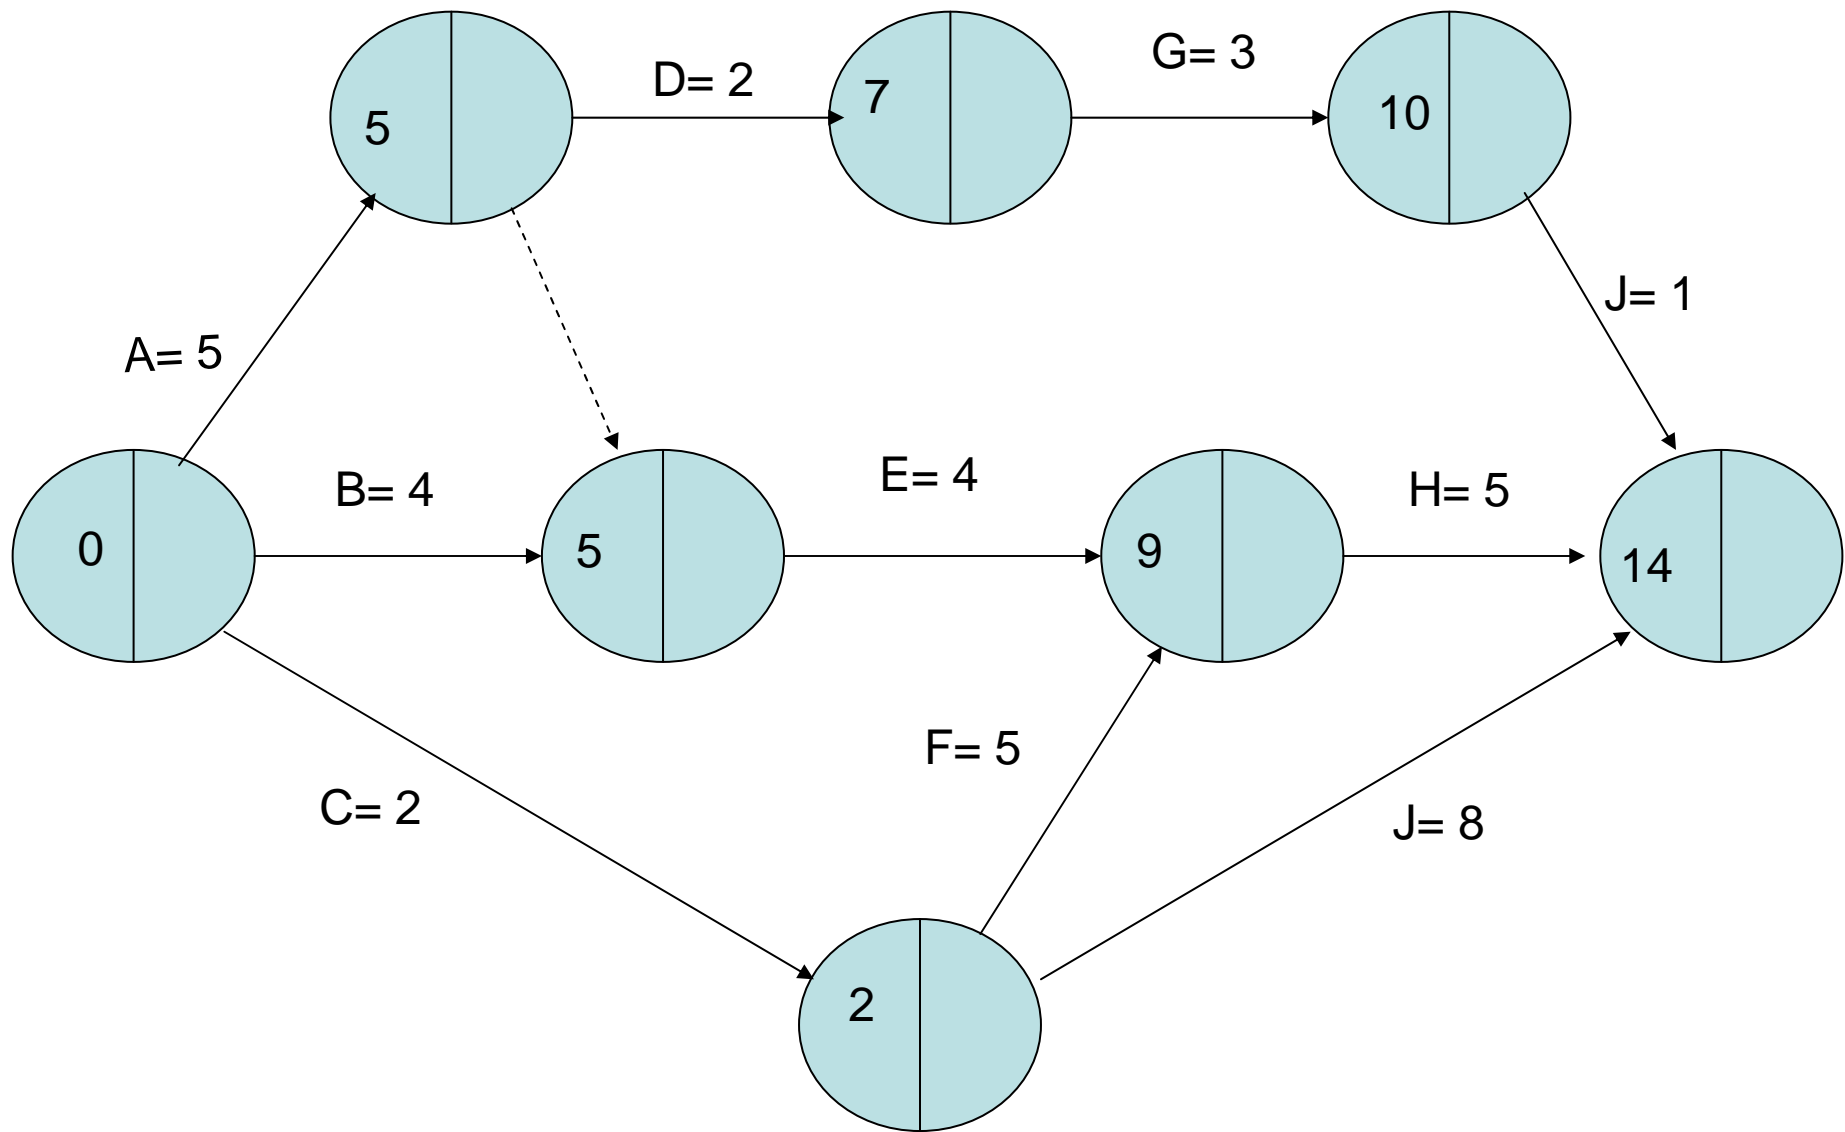 G= 3
D= 2
7
10
5
J= 1
A= 5
E= 4
B= 4
H= 5
0
5
9
14
F= 5
C= 2
J= 8
2